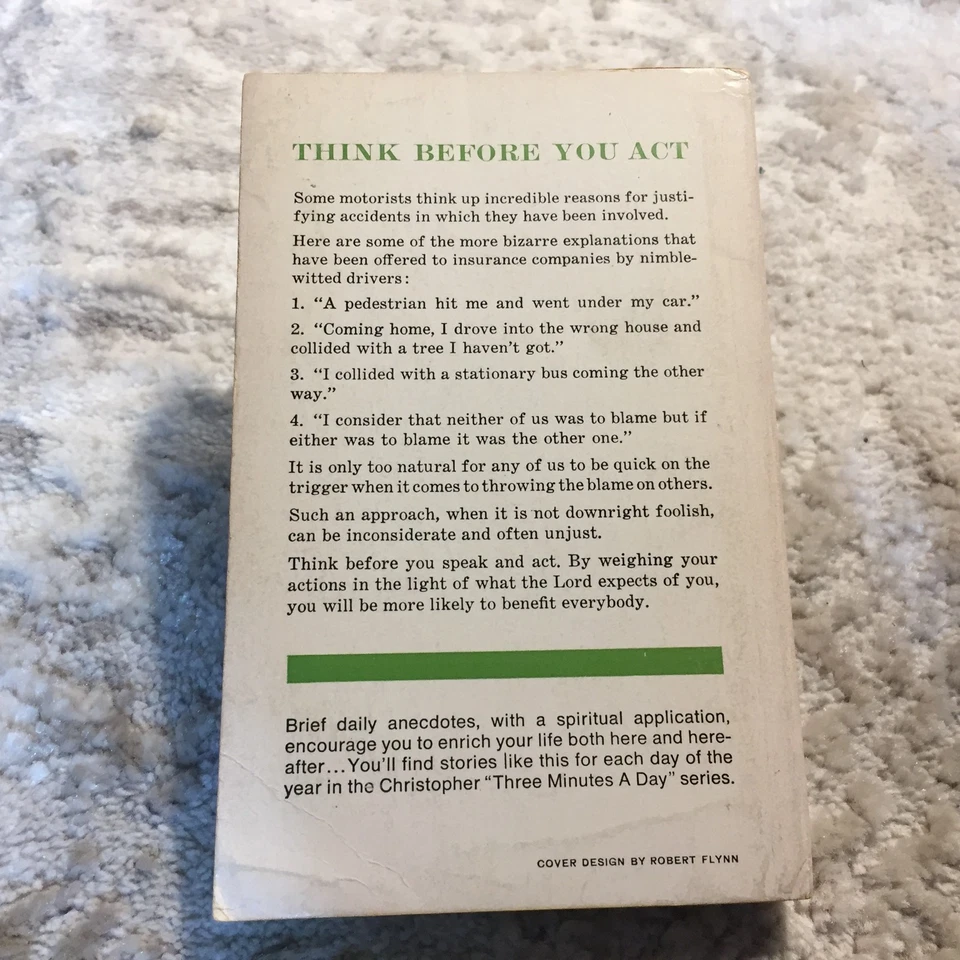 THINK BEFORE YOU ACT
Some motorists think up incredible reasons for justi-
fying accidents in which they have been involved.
Here are some of the more bizarre explanations that
have been offered to insurance companies by nimble-
witted drivers:
1. “A pedestrian hit me and went under my car.”
2. “Coming home, I drove into the wrong house and
collided with a tree I haven’t got.”
3. “I collided with a stationary bus coming the other
way.”
4. “I consider that neither of us was to blame but if
either was to blame it was the other one.”
It is only too natural for any of us to be quick on the
trigger when it comes to throwing the blame on others.
Such an approach, when it is not downright foolish,
can be inconsiderate and often unjust.
Think before you speak and act. By weighing your
actions in the light of what the Lord expects of you,
you will be more likely to benefit everybody.
Brief daily anecdotes, with a spiritual application,
encourage you to enrich your life both here and here-
after...You’ll find stories like this for each day of the
year in the Christopher “Three Minutes A Day” series.
COVER DESIGN BY ROBERT FLYNN